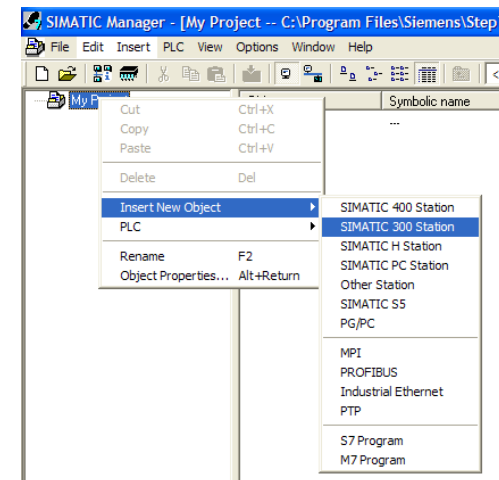 SIMATIC Manager - [My Project -- C:\Program Files\Siemens\Step
File Edit Insert PLC View Options Window Help
Symbolic name
---
Cut Ctrl+X
Copy Ctrl+C
Paste Ctrl+V
Delete Del
Insert New Object
PLC
Rename F2
Object Properties... Alt+Return
SIMATIC 400 Station
SIMATIC 300 Station
SIMATIC H Station
SIMATIC PC Station
Other Station
SIMATIC S5
PG/PC
MPI
PROFIBUS
Industrial Ethernet
PTP
S7 Program
M7 Program